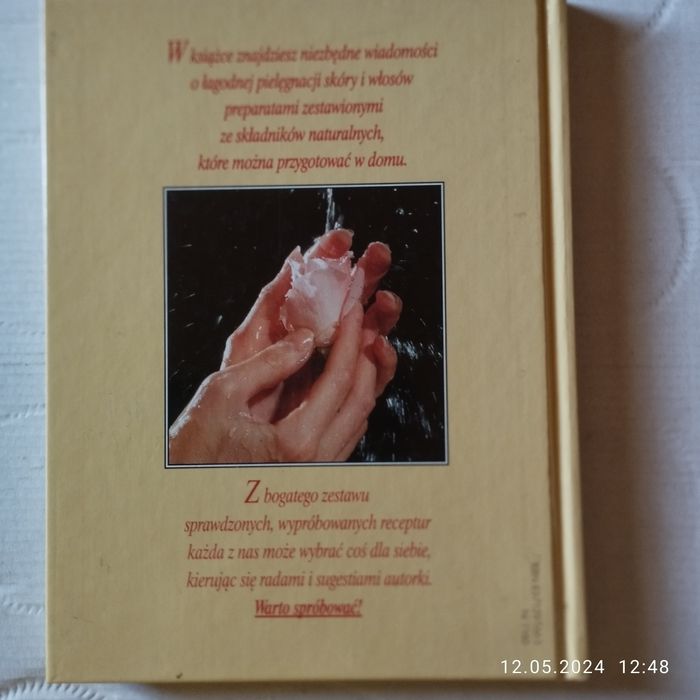 W książce znajdziesz niezbędne wiadomości
o łagodnej pielęgnacji skóry i włosów
preparatami zestawionymi
ze składników naturalnych,
które można przygotować w domu.
Z bogatego zestawu
sprawdzonych, wypróbowanych receptur
każda z nas może wybrać coś dla siebie,
kierując się radami i sugestiami autorki.
Warto spróbować!
12.05.2024 12:48